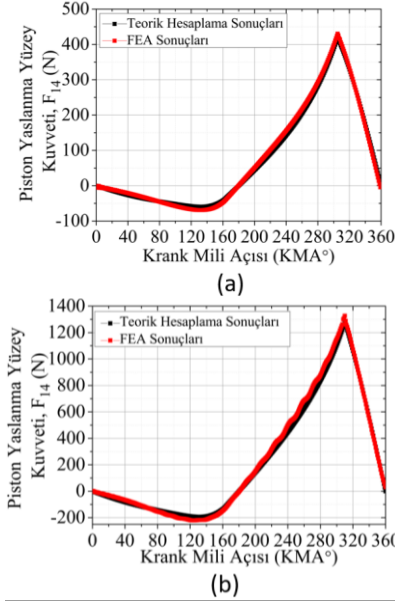 500
400
300
200
100
0
-100
Piston Yaslanma Yüzey
Kuvveti, F14 (N)
Teorik Hesaplama Sonuçları
FEA Sonuçları
0 40 80 120 160 200 240 280 320 360
Krank Mili Açısı (KMA°)
(a)
1400
1200
1000
800
600
400
200
0
-200
Piston Yaslanma Yüzey
Kuvveti, F14 (N)
Teorik Hesaplama Sonuçları
FEA Sonuçları
0 40 80 120 160 200 240 280 320 360
Krank Mili Açısı (KMA°)
(b)